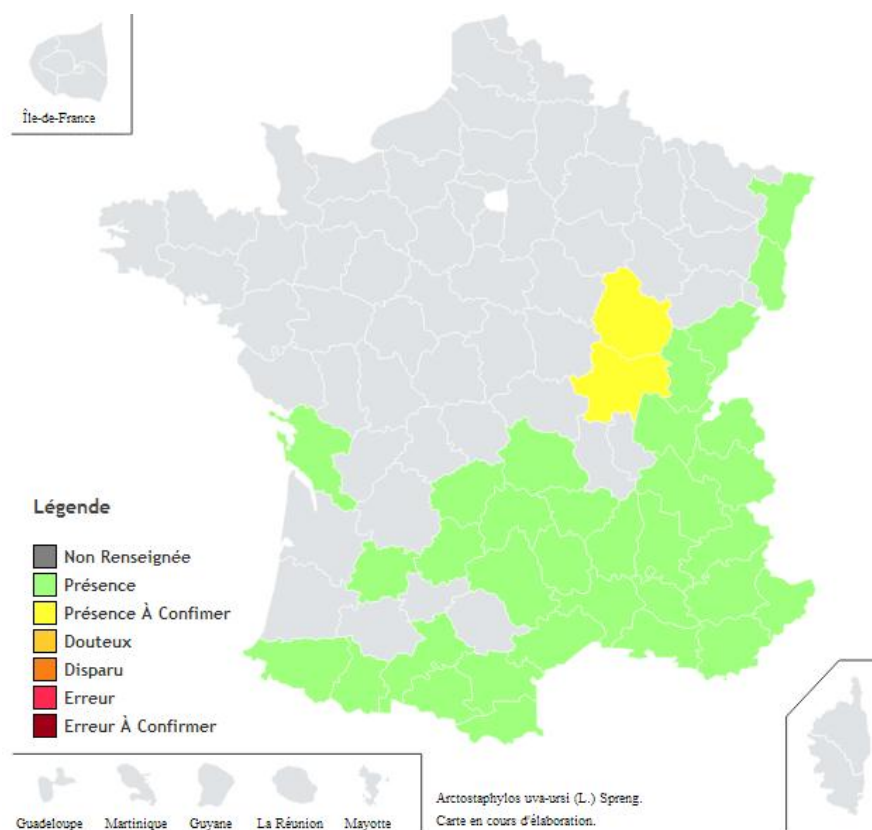 Île-de-France
Légende
Non Renseignée
Présence
Présence À Confimer
Douteux
Disparu
Erreur
Erreur À Confirmer
Guadeloupe Martinique Guyane La Réunion Mayotte
Arctostaphylos uva-ursi (L.) Spreng.
Carte en cours d'élaboration.